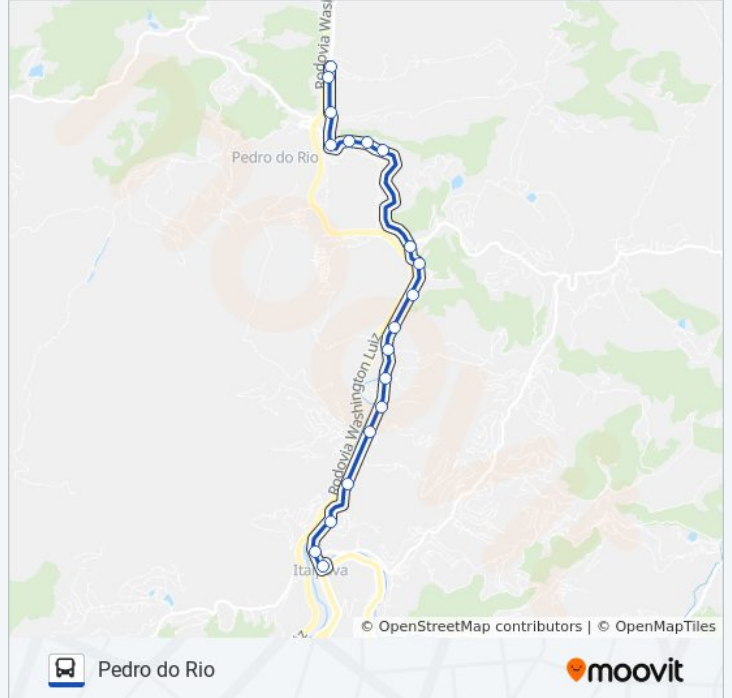 Rodovia Was
Pedro do Rio
Rodovia Washington Luiz
© OpenStreetMap contributors | © OpenMapTiles
Pedro do Rio
moovit